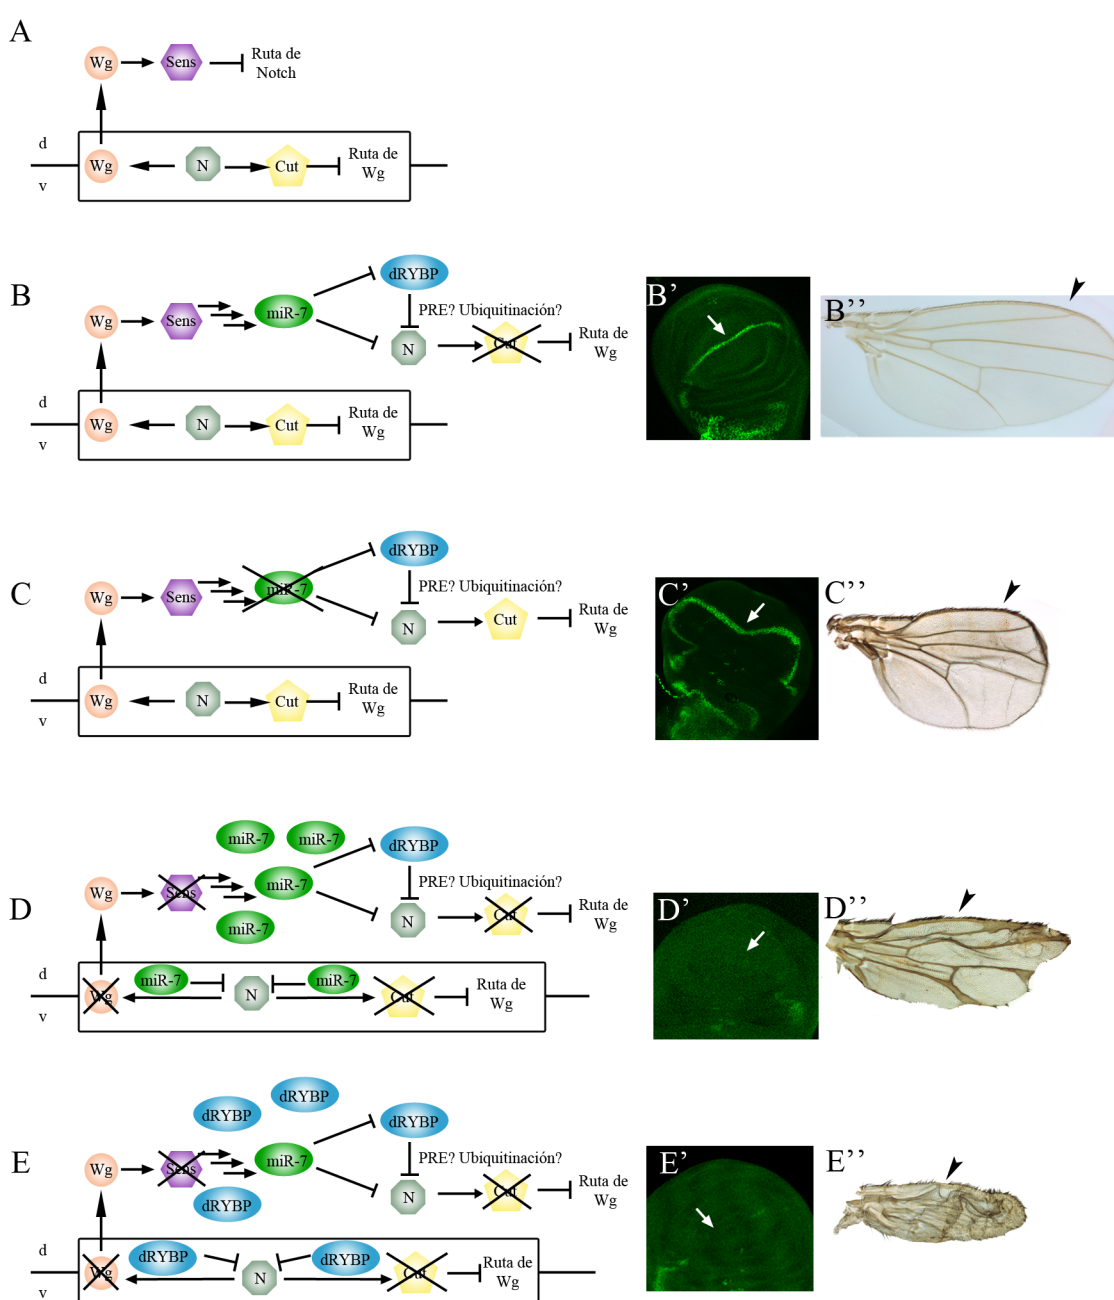 A
Wg
Sens
Ruta de
Notch
d
v
Wg
N
Cut
Ruta de
Wg
B
Wg
Sens
miR-7
dRYBP
PRE? Ubiquitinación?
N
Cut
Ruta de
Wg
d
v
Wg
N
Cut
Ruta de
Wg
B’
B’’
C
Wg
Sens
miR-7
dRYBP
PRE? Ubiquitinación?
N
Cut
Ruta de
Wg
d
v
Wg
N
Cut
Ruta de
Wg
C’
C’’
D
miR-7
miR-7
Wg
Sens
miR-7
miR-7
dRYBP
PRE? Ubiquitinación?
N
Cut
Ruta de
Wg
d
v
Wg
miR-7
N
miR-7
Cut
Ruta de
Wg
D’
D’’
E
dRYBP
dRYBP
Wg
Sens
miR-7
dRYBP
dRYBP
PRE? Ubiquitinación?
N
Cut
Ruta de
Wg
d
v
Wg
dRYBP
N
dRYBP
Cut
Ruta de
Wg
E’
E’’